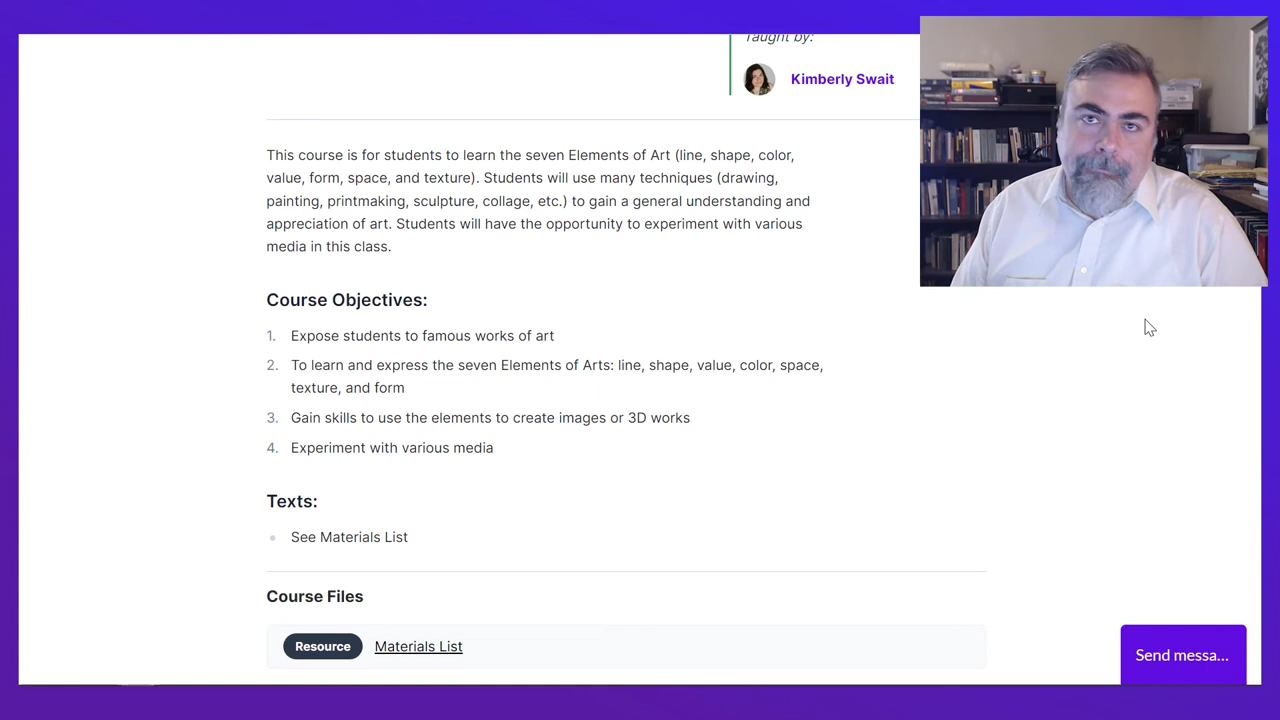 Taught by:
Kimberly Swait
This course is for students to learn the seven Elements of Art (line, shape, color,
value, form, space, and texture). Students will use many techniques (drawing,
painting, printmaking, sculpture, collage, etc.) to gain a general understanding and
appreciation of art. Students will have the opportunity to experiment with various
media in this class.
Course Objectives:
1. Expose students to famous works of art
2. To learn and express the seven Elements of Arts: line, shape, value, color, space,
texture, and form
3. Gain skills to use the elements to create images or 3D works
4. Experiment with various media
Texts:
See Materials List
Course Files
Resource Materials List
Send messa...